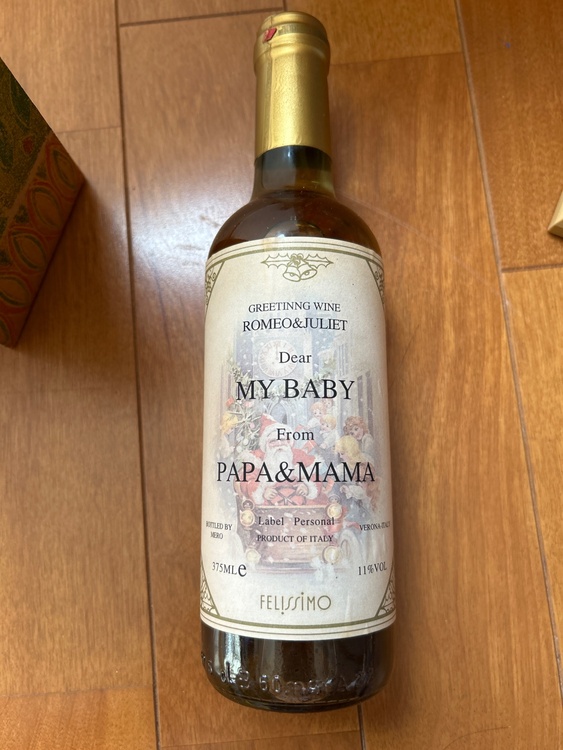 GREETINNG WINE
ROMEO&JULIET
Dear
MY BABY
From
PAPA&MAMA
Label Personal
BOTTLED BY
MERO
VERONA-ITALY
PRODUCT OF ITALY
375MLe
11%VOL
FELISSIMO